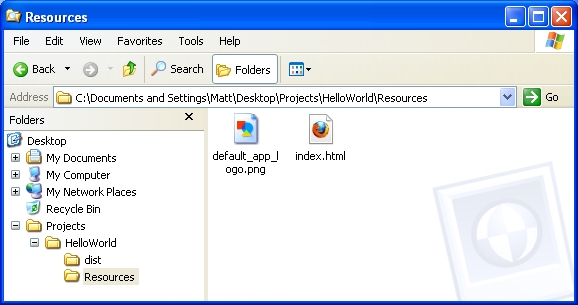 Resources
File Edit View Favorites Tools Help
Back Search Folders
Address C:\Documents and Settings\Matt\Desktop\Projects\HelloWorld\Resources Go
Folders
Desktop
My Documents
My Computer
My Network Places
Recycle Bin
Projects
HelloWorld
dist
Resources
default_app_l
ogo.png
index.html